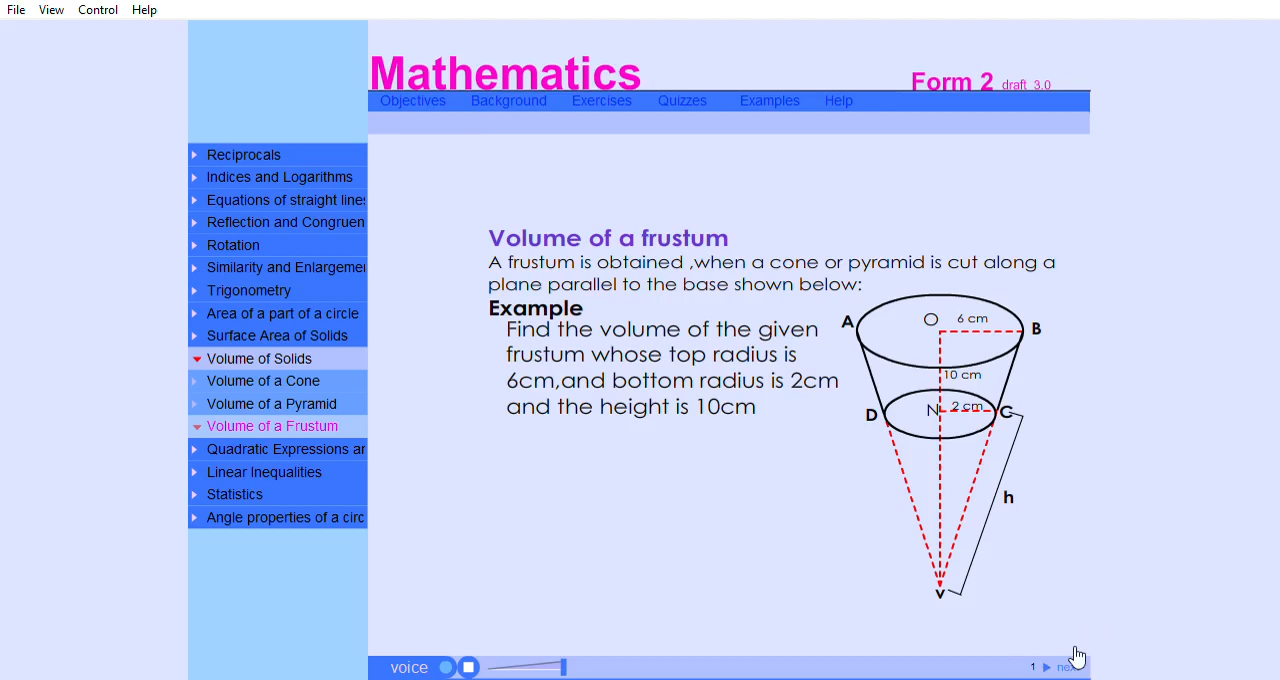 File View Control Help
Mathematics
Form 2 draft 3.0
Objectives Background Exercises Quizzes Examples Help
Reciprocals
Indices and Logarithms
Equations of straight lines
Reflection and Congruen
Rotation
Similarity and Enlargemen
Trigonometry
Area of a part of a circle
Surface Area of Solids
Volume of Solids
Volume of a Cone
Volume of a Pyramid
Volume of a Frustum
Quadratic Expressions an
Linear Inequalities
Statistics
Angle properties of a circ
Volume of a frustum
A frustum is obtained ,when a cone or pyramid is cut along a
plane parallel to the base shown below:
Example
Find the volume of the given
frustum whose top radius is
6cm,and bottom radius is 2cm
and the height is 10cm
A O 6 cm B
10 cm
D N 2 cm C
h
V
voice
1